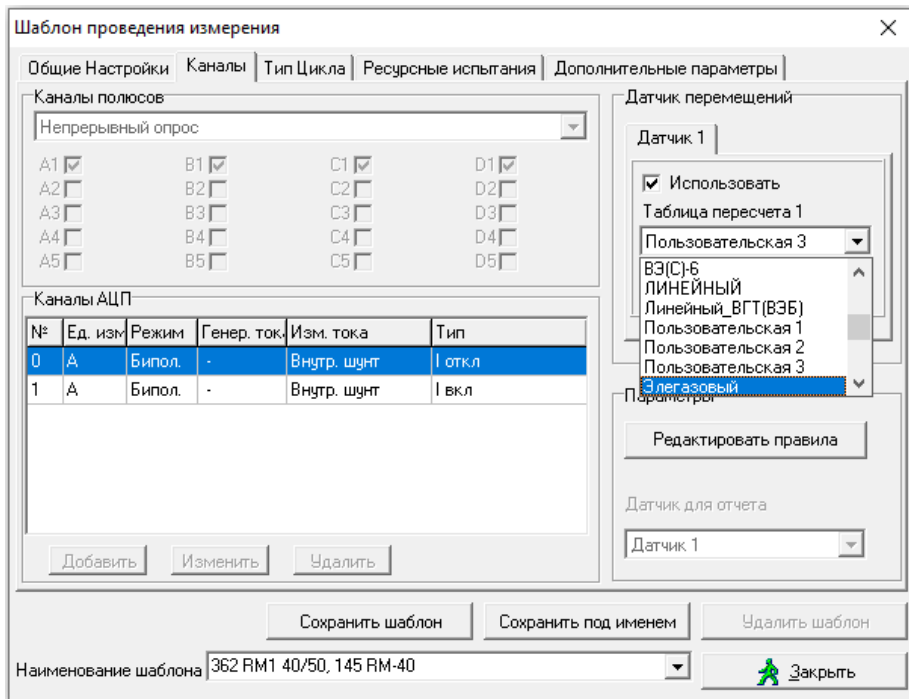 Шаблон проведения измерения
Общие Настройки Каналы Тип Цикла Ресурсные испытания Дополнительные параметры
Каналы полюсов
Непрерывный опрос
A1 B1 C1 D1
A2 B2 C2 D2
A3 B3 C3 D3
A4 B4 C4 D4
A5 B5 C5 D5
Каналы АЦП
№ Ед. изм Режим Генер. ток Изм. тока Тип
0 А Бипол. - Внутр. шунт I откл
1 А Бипол. - Внутр. шунт I вкл
Добавить Изменить Удалить
Датчик перемещений
Датчик 1
Использовать
Таблица пересчета 1
Пользовательская 3
ВЭ(С)-6
ЛИНЕЙНЫЙ
Линейный_ВГТ(ВЭБ)
Пользовательская 1
Пользовательская 2
Пользовательская 3
Элегазовый
Параметры
Редактировать правила
Датчик для отчета
Датчик 1
Сохранить шаблон Сохранить под именем Удалить шаблон
Наименование шаблона 362 RM1 40/50, 145 RM-40 Закрыть